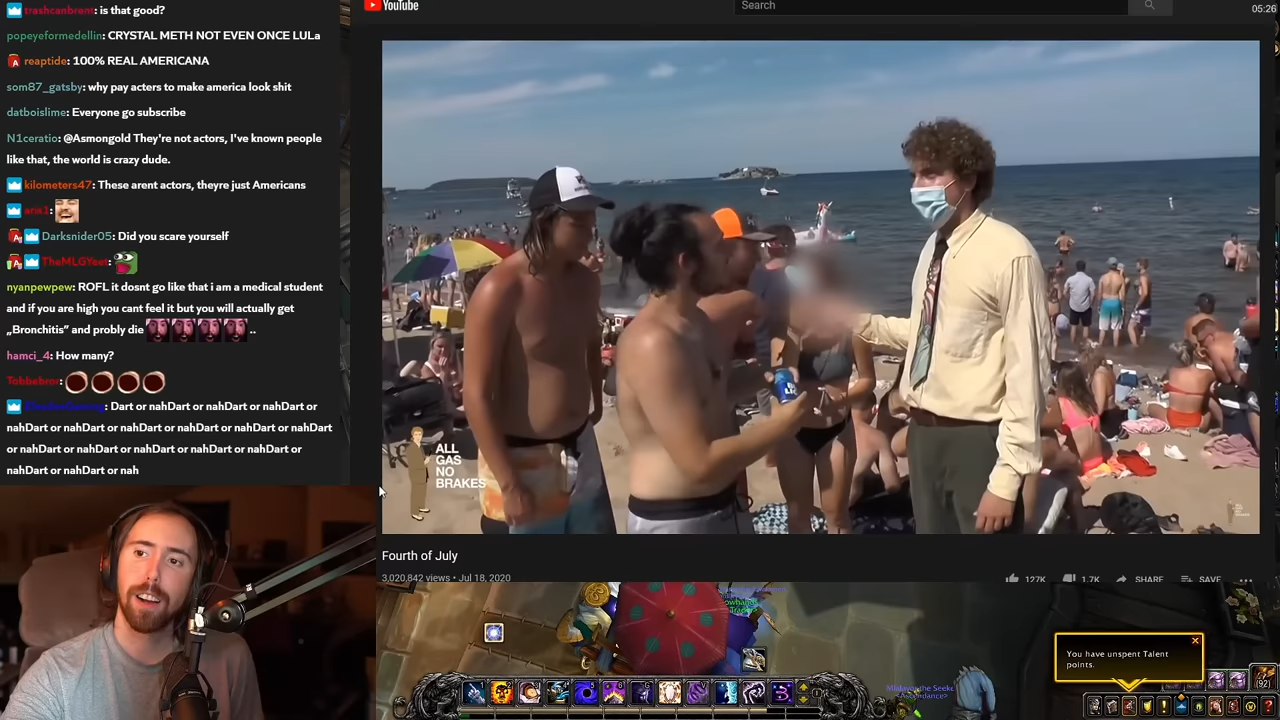 trashcanbrent: is that good?
popeyeformedellin: CRYSTAL METH NOT EVEN ONCE LULa
reaptide: 100% REAL AMERICANA
som87_gatsby: why pay acters to make america look shit
datboislime: Everyone go subscribe
N1ceratio: @Asmongold They're not actors, I've known people
like that, the world is crazy dude.
kilometers47: These arent actors, theyre just Americans
aris1:
Darksnider05: Did you scare yourself
TheMLGYeet:
nyanpewpew: ROFL it dosnt go like that i am a medical student
and if you are high you cant feel it but you will actually get
„Bronchitis" and probly die ..
hamci_4: How many?
Tobbebror:
Dart or nahDart or nahDart or nahDart or
nahDart or nahDart or nahDart or nahDart or nahDart
or nahDart or nahDart or nahDart or nahDart or
nahDart or nahDart or nah
YouTube
Search
05:26
ALL
GAS
NO
BRAKES
Fourth of July
3,020,842 views • Jul 18, 2020
127K
1.7K
SHARE
SAVE
You have unspent Talent
points.